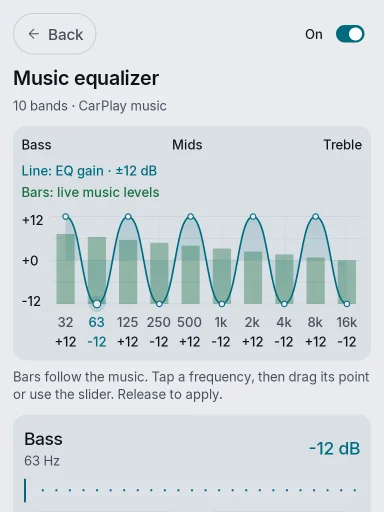 Back
On
Music equalizer
10 bands · CarPlay music
Bass Mids Treble
Line: EQ gain · ±12 dB
Bars: live music levels
+12
+0
-12
32 63 125 250 500 1k 2k 4k 8k 16k
+12 -12 +12 -12 +12 -12 +12 -12 +12 -12
Bars follow the music. Tap a frequency, then drag its point
or use the slider. Release to apply.
Bass
-12 dB
63 Hz